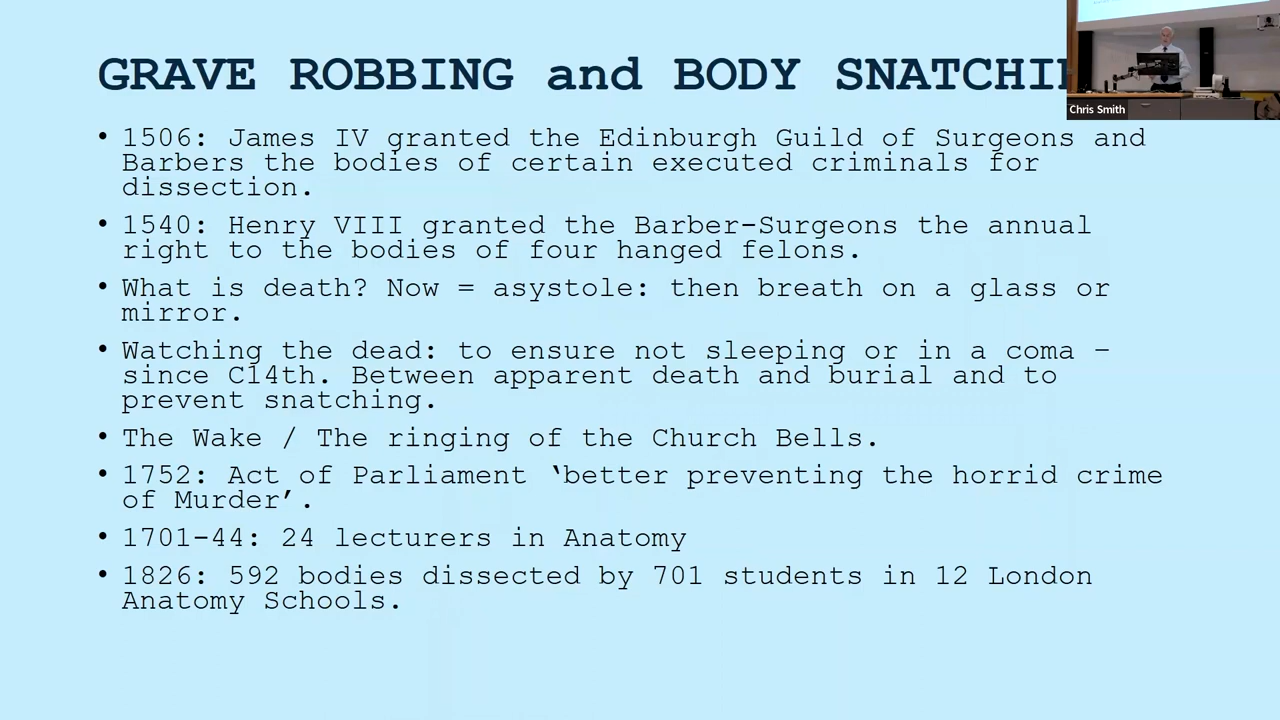 GRAVE ROBBING and BODY SNATCHI
Chris Smith
• 1506: James IV granted the Edinburgh Guild of Surgeons and
Barbers the bodies of certain executed criminals for
dissection.
• 1540: Henry VIII granted the Barber-Surgeons the annual
right to the bodies of four hanged felons.
• What is death? Now = asystole: then breath on a glass or
mirror.
• Watching the dead: to ensure not sleeping or in a coma –
since C14th. Between apparent death and burial and to
prevent snatching.
• The Wake / The ringing of the Church Bells.
• 1752: Act of Parliament ‘better preventing the horrid crime
of Murder’.
• 1701-44: 24 lecturers in Anatomy
• 1826: 592 bodies dissected by 701 students in 12 London
Anatomy Schools.